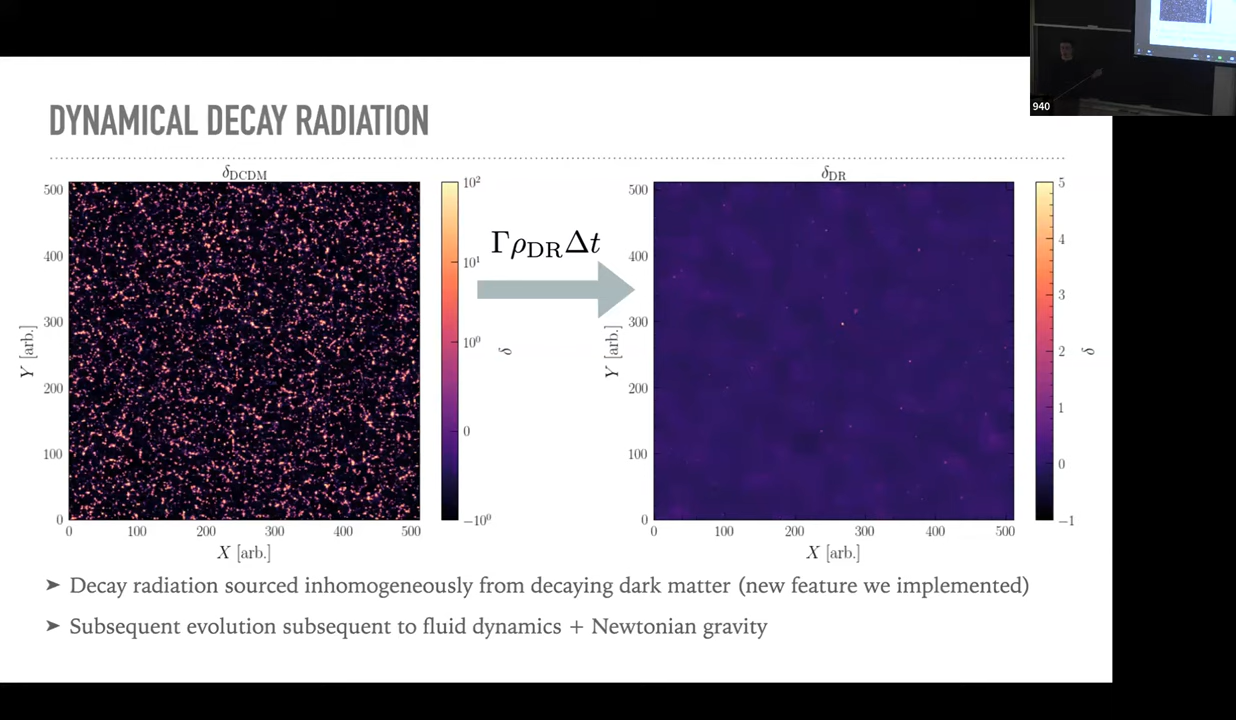 940
DYNAMICAL DECAY RADIATION
δ_DCDM
500
400
300
200
100
0
Y [arb.]
0 100 200 300 400 500
X [arb.]
10²
10¹
10⁰
0
−10⁰
δ
Γρ_DRΔt
δ_DR
500
400
300
200
100
0
Y [arb.]
0 100 200 300 400 500
X [arb.]
5
4
3
2
1
0
−1
δ
➤ Decay radiation sourced inhomogeneously from decaying dark matter (new feature we implemented)
➤ Subsequent evolution subsequent to fluid dynamics + Newtonian gravity